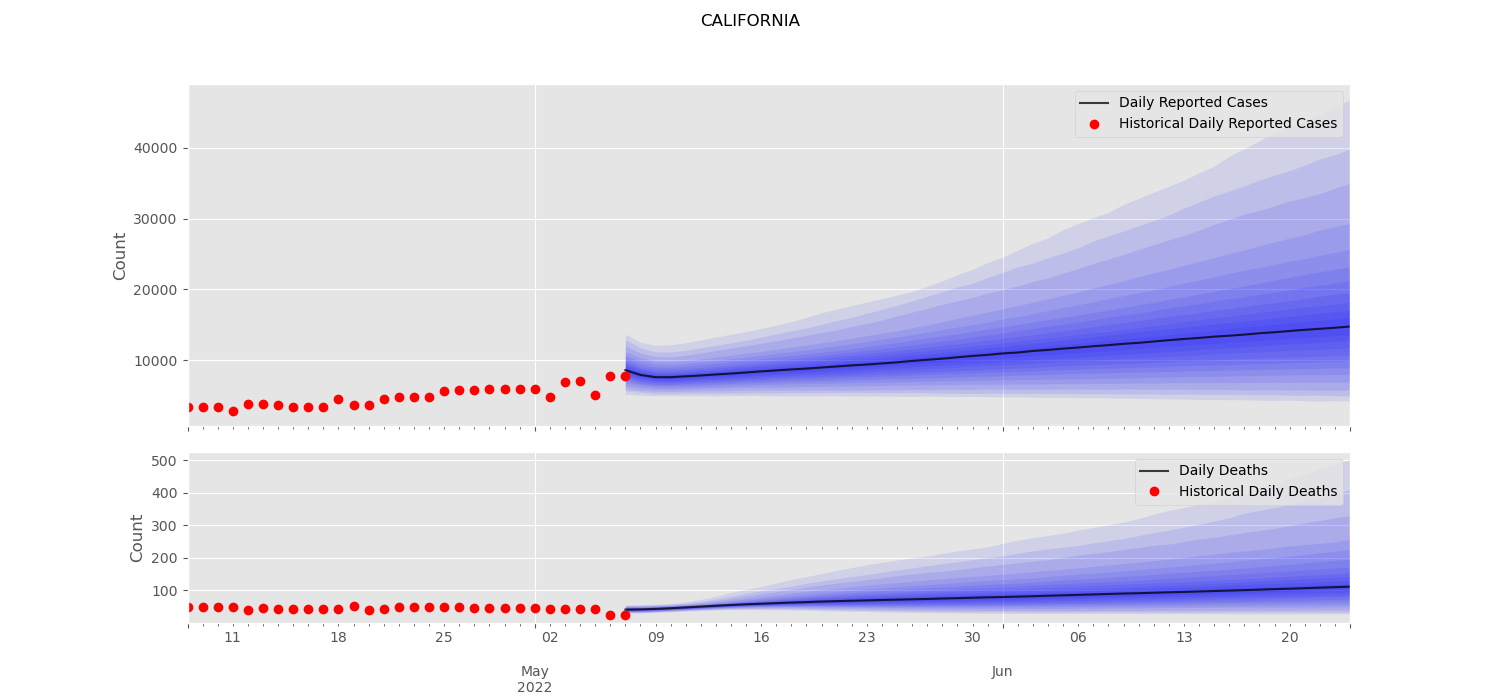 CALIFORNIA
Daily Reported Cases
Historical Daily Reported Cases
40000
30000
20000
10000
Count
Daily Deaths
Historical Daily Deaths
500
400
300
200
100
Count
11 18 25 02 09 16 23 30 06 13 20
May Jun
2022